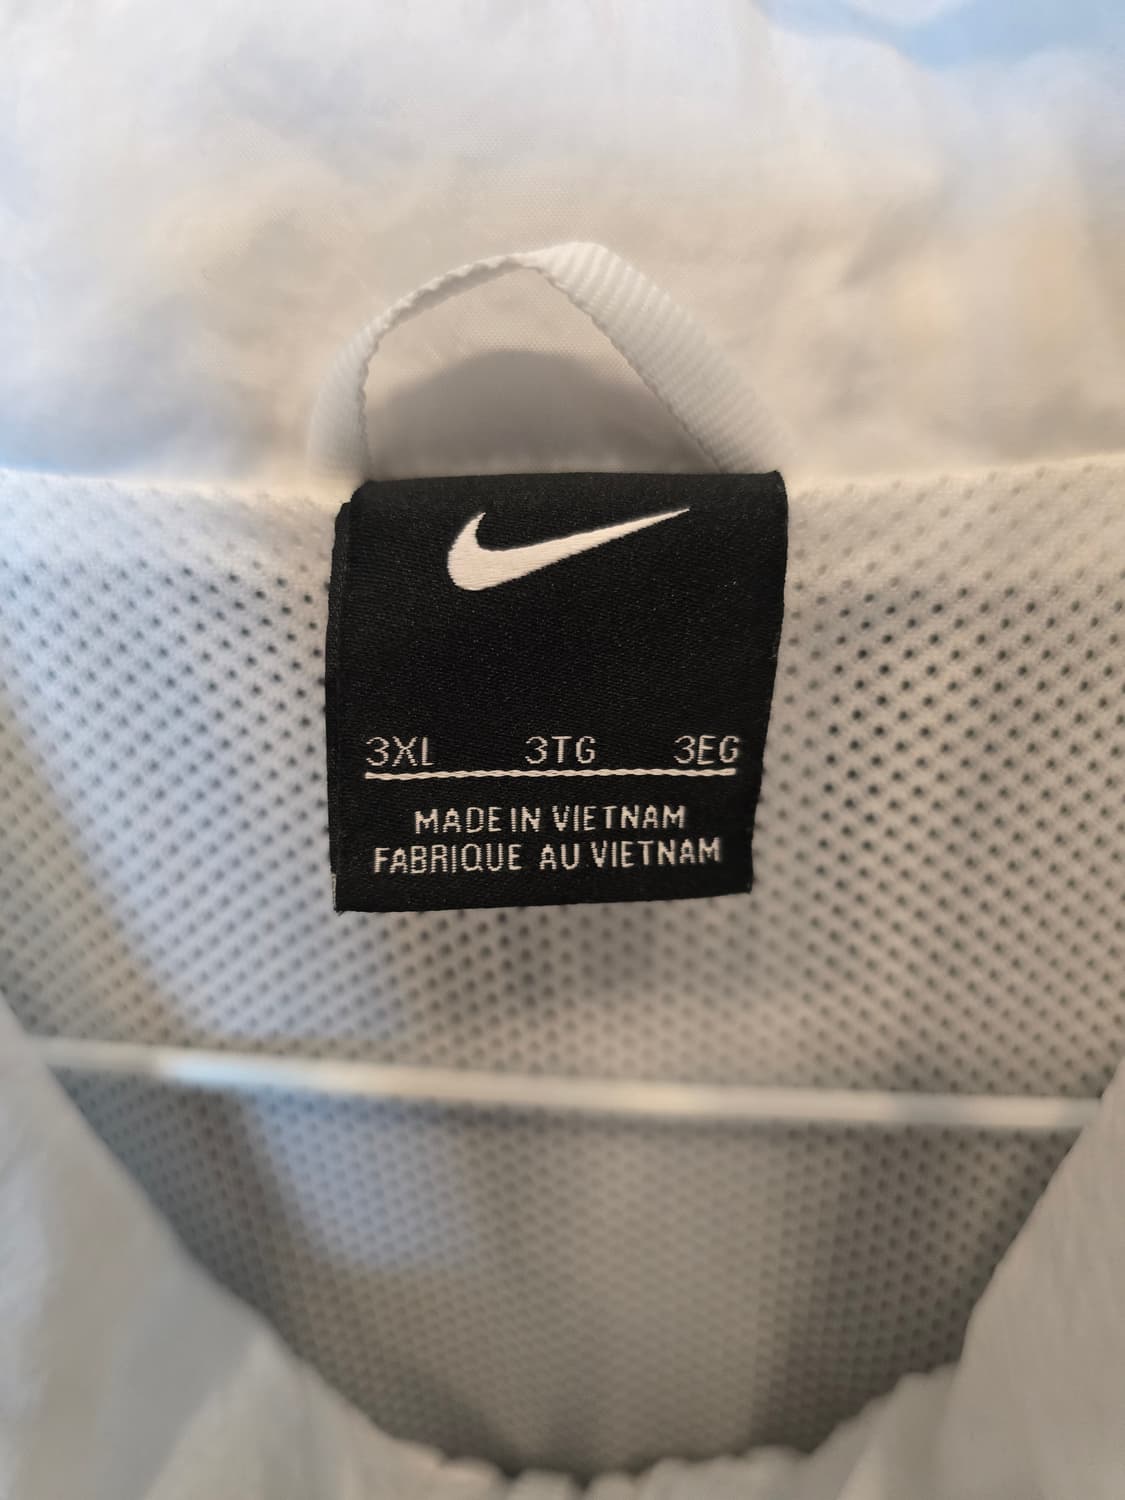 3XL 3TG 3EG
MADE IN VIETNAM
FABRIQUE AU VIETNAM